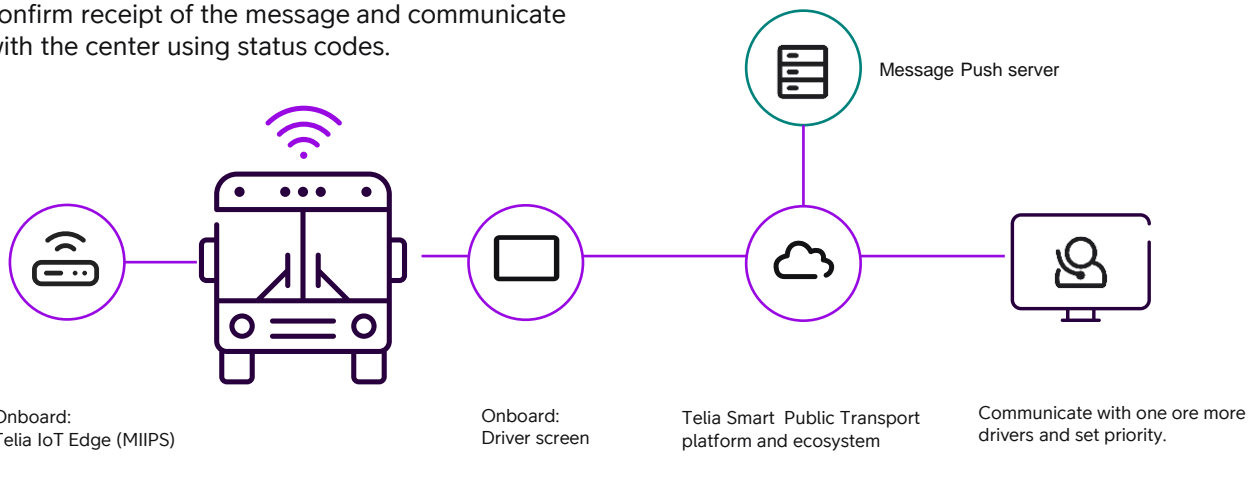 onfirm receipt of the message and communicate
with the center using status codes.
Message Push server
Onboard:
Telia IoT Edge (MIIPS)
Onboard:
Driver screen
Telia Smart Public Transport
platform and ecosystem
Communicate with one ore more
drivers and set priority.